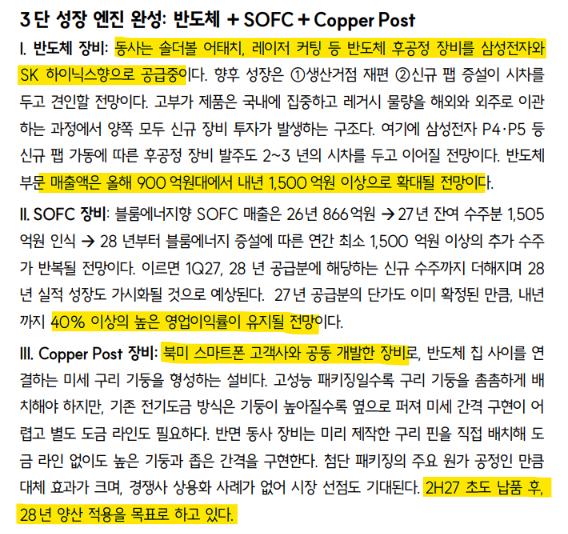 3단 성장 엔진 완성: 반도체 + SOFC + Copper Post
I. 반도체 장비: 동사는 솔더볼 어태치, 레이저 커팅 등 반도체 후공정 장비를 삼성전자와
SK 하이닉스향으로 공급중이다. 향후 성장은 ①생산거점 재편 ②신규 팹 증설이 시차를
두고 견인할 전망이다. 고부가 제품은 국내에 집중하고 레거시 물량을 해외와 외주로 이관
하는 과정에서 양쪽 모두 신규 장비 투자가 발생하는 구조다. 여기에 삼성전자 P4·P5 등
신규 팹 가동에 따른 후공정 장비 발주도 2~3 년의 시차를 두고 이어질 전망이다. 반도체
부문 매출액은 올해 900억원대에서 내년 1,500억원 이상으로 확대될 전망이다.
II. SOFC 장비: 블룸에너지향 SOFC 매출은 26년 866억원 → 27년 잔여 수주분 1,505
억원 인식 → 28 년부터 블룸에너지 증설에 따른 연간 최소 1,500 억원 이상의 추가 수주
가 반복될 전망이다. 이르면 1Q27, 28 년 공급분에 해당하는 신규 수주까지 더해지며 28
년 실적 성장도 가시화될 것으로 예상된다. 27년 공급분의 단가도 이미 확정된 만큼, 내년
까지 40% 이상의 높은 영업이익률이 유지될 전망이다.
III. Copper Post 장비: 북미 스마트폰 고객사와 공동 개발한 장비로, 반도체 칩 사이를 연
결하는 미세 구리 기둥을 형성하는 설비다. 고성능 패키징일수록 구리 기둥을 촘촘하게 배
치해야 하지만, 기존 전기도금 방식은 기둥이 높아질수록 옆으로 퍼져 미세 간격 구현이 어
렵고 별도 도금 라인도 필요하다. 반면 동사 장비는 미리 제작한 구리 핀을 직접 배치해 도
금 라인 없이도 높은 기둥과 좁은 간격을 구현한다. 첨단 패키징의 주요 원가 공정인 만큼
대체 효과가 크며, 경쟁사 상용화 사례가 없어 시장 선점도 기대된다. 2H27 초도 납품 후,
28년 양산 적용을 목표로 하고 있다.